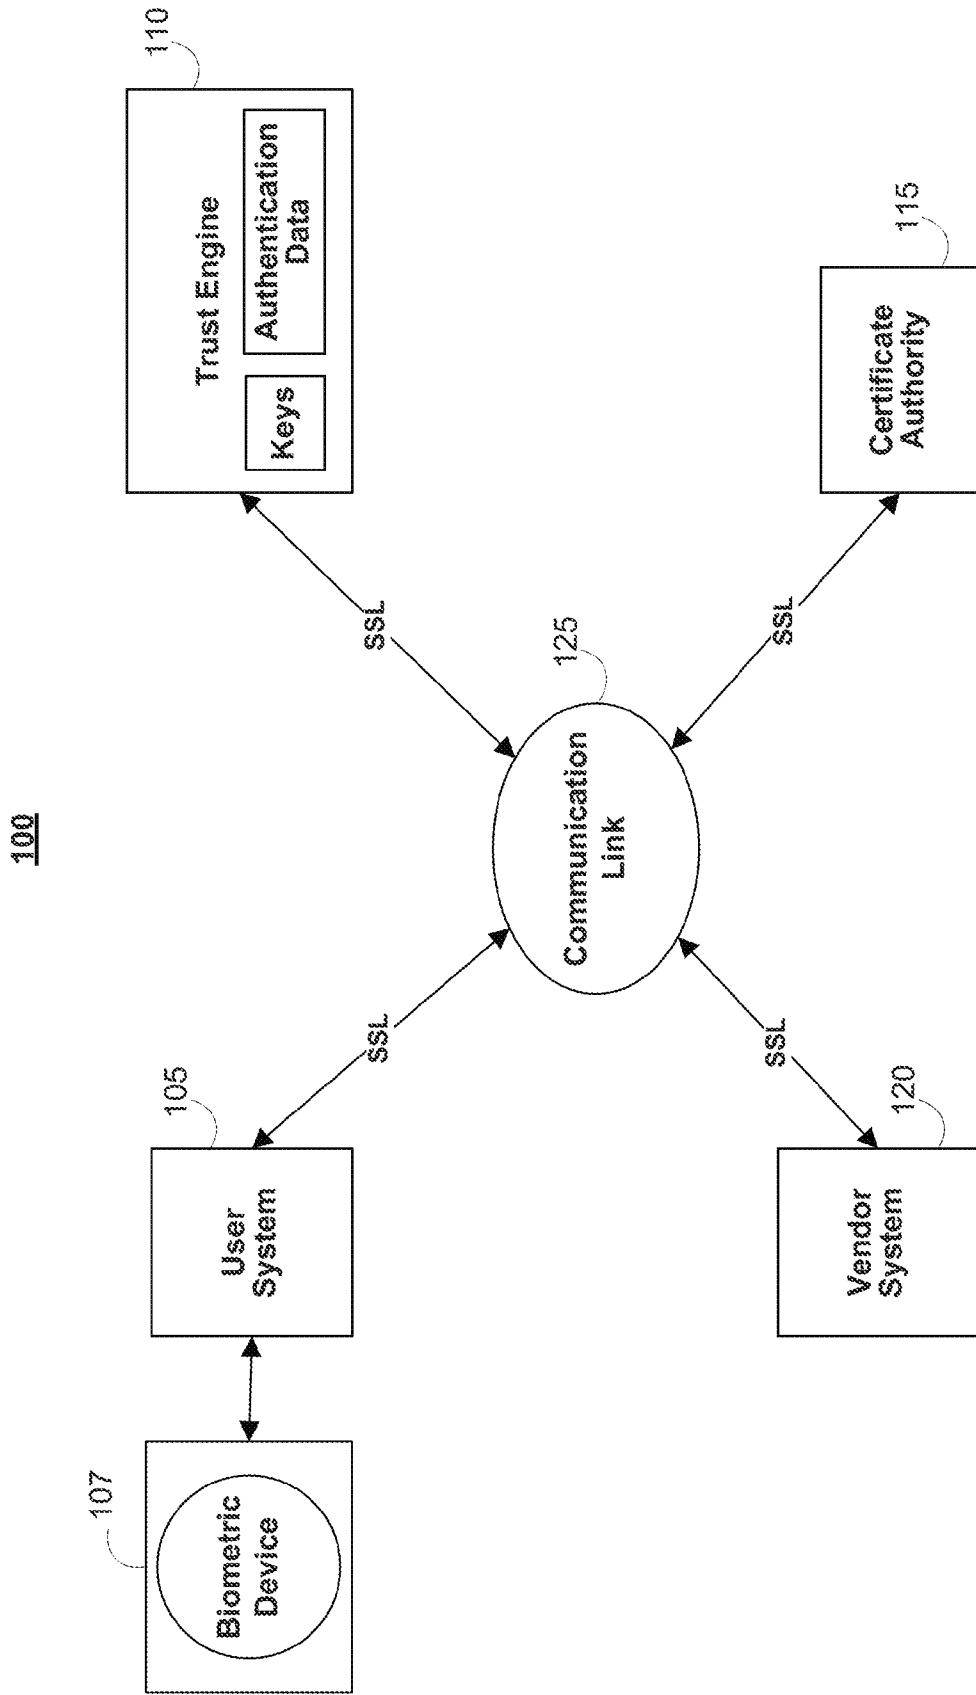 100
107
Biometric
Device
105
User
System
SSL
110
Trust Engine
Keys
Authentication
Data
SSL
Communication
Link
125
SSL
Vendor
System
120
SSL
Certificate
Authority
115